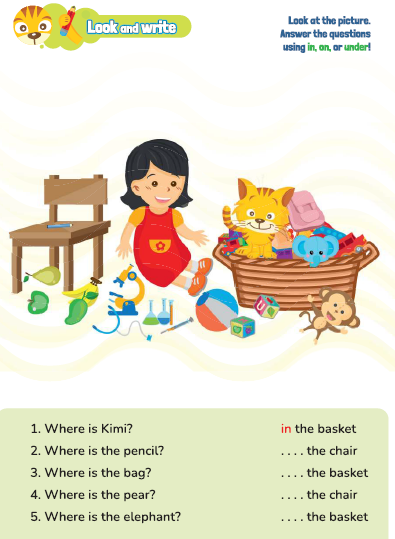 Look and write
Look at the picture.
Answer the questions
using in, on, or under!
1. Where is Kimi? in the basket
2. Where is the pencil? . . . . the chair
3. Where is the bag? . . . . the basket
4. Where is the pear? . . . . the chair
5. Where is the elephant? . . . . the basket